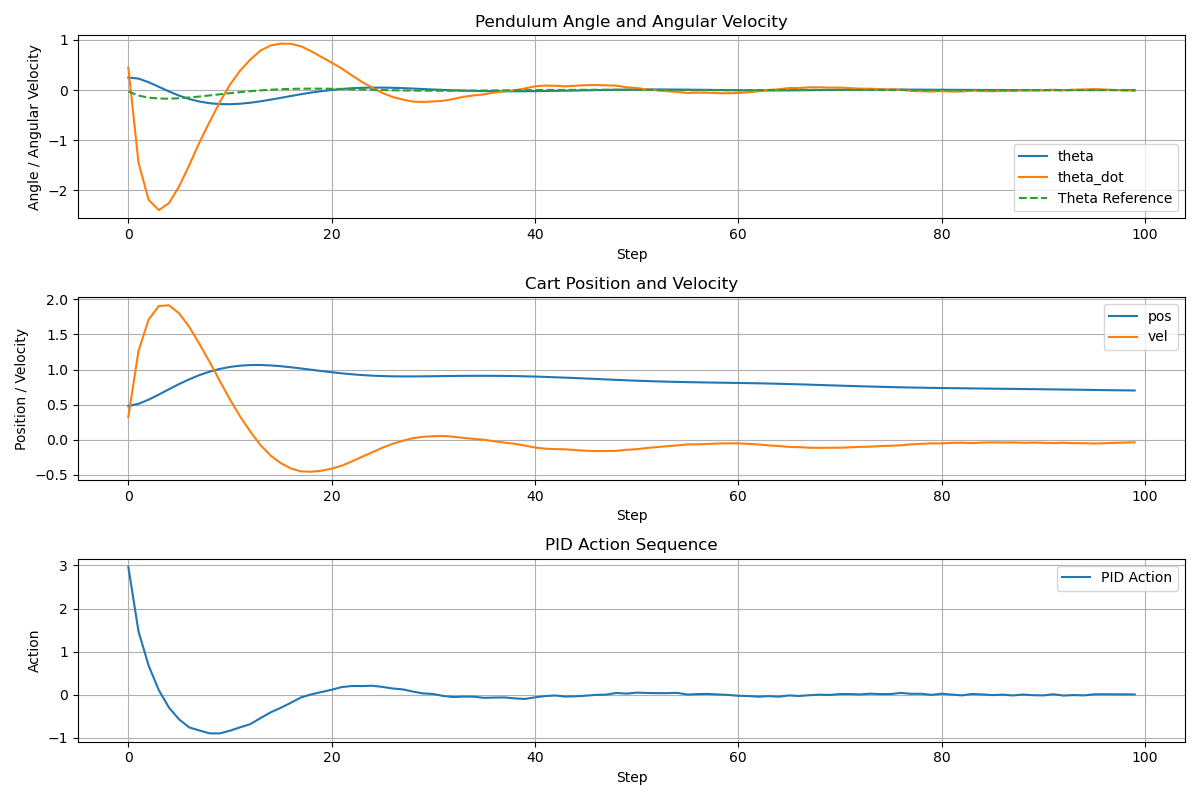 Pendulum Angle and Angular Velocity
Angle / Angular Velocity
1
0
−1
−2
theta
theta_dot
Theta Reference
0 20 40 60 80 100
Step
Cart Position and Velocity
Position / Velocity
2.0
1.5
1.0
0.5
0.0
−0.5
pos
vel
0 20 40 60 80 100
Step
PID Action Sequence
Action
3
2
1
0
−1
PID Action
0 20 40 60 80 100
Step